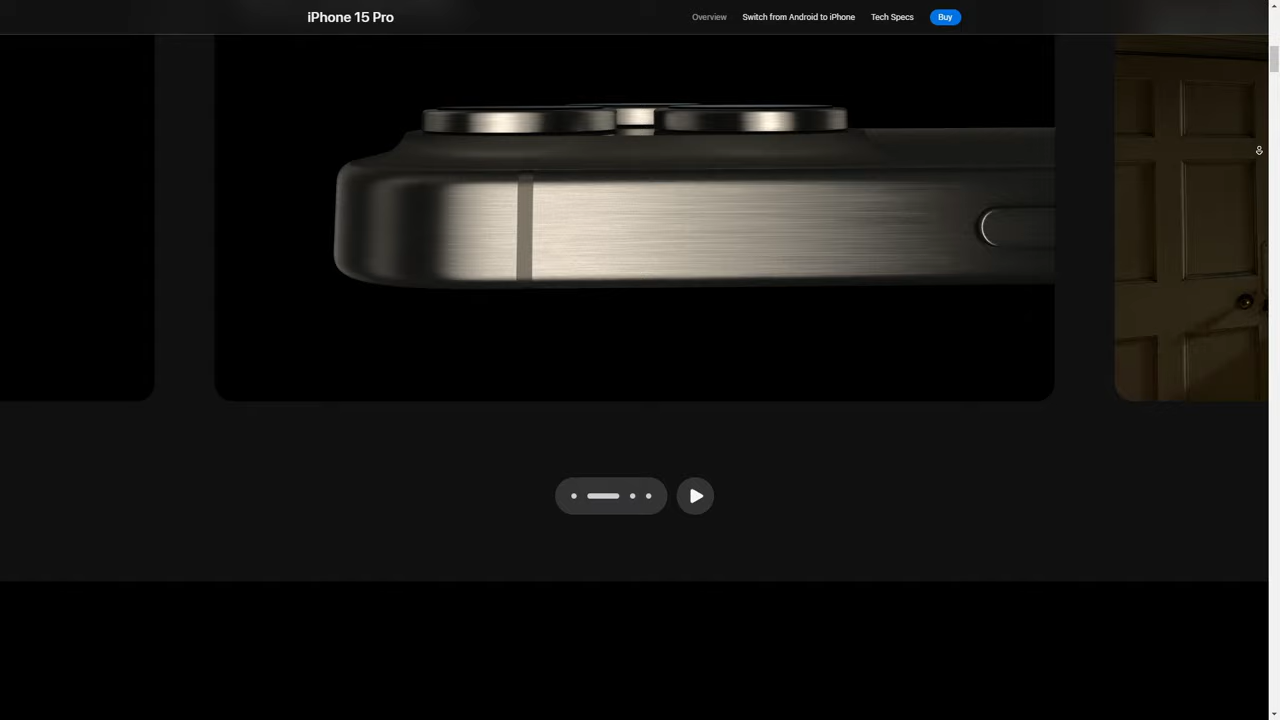 iPhone 15 Pro
Overview
Switch from Android to iPhone
Tech Specs
Buy